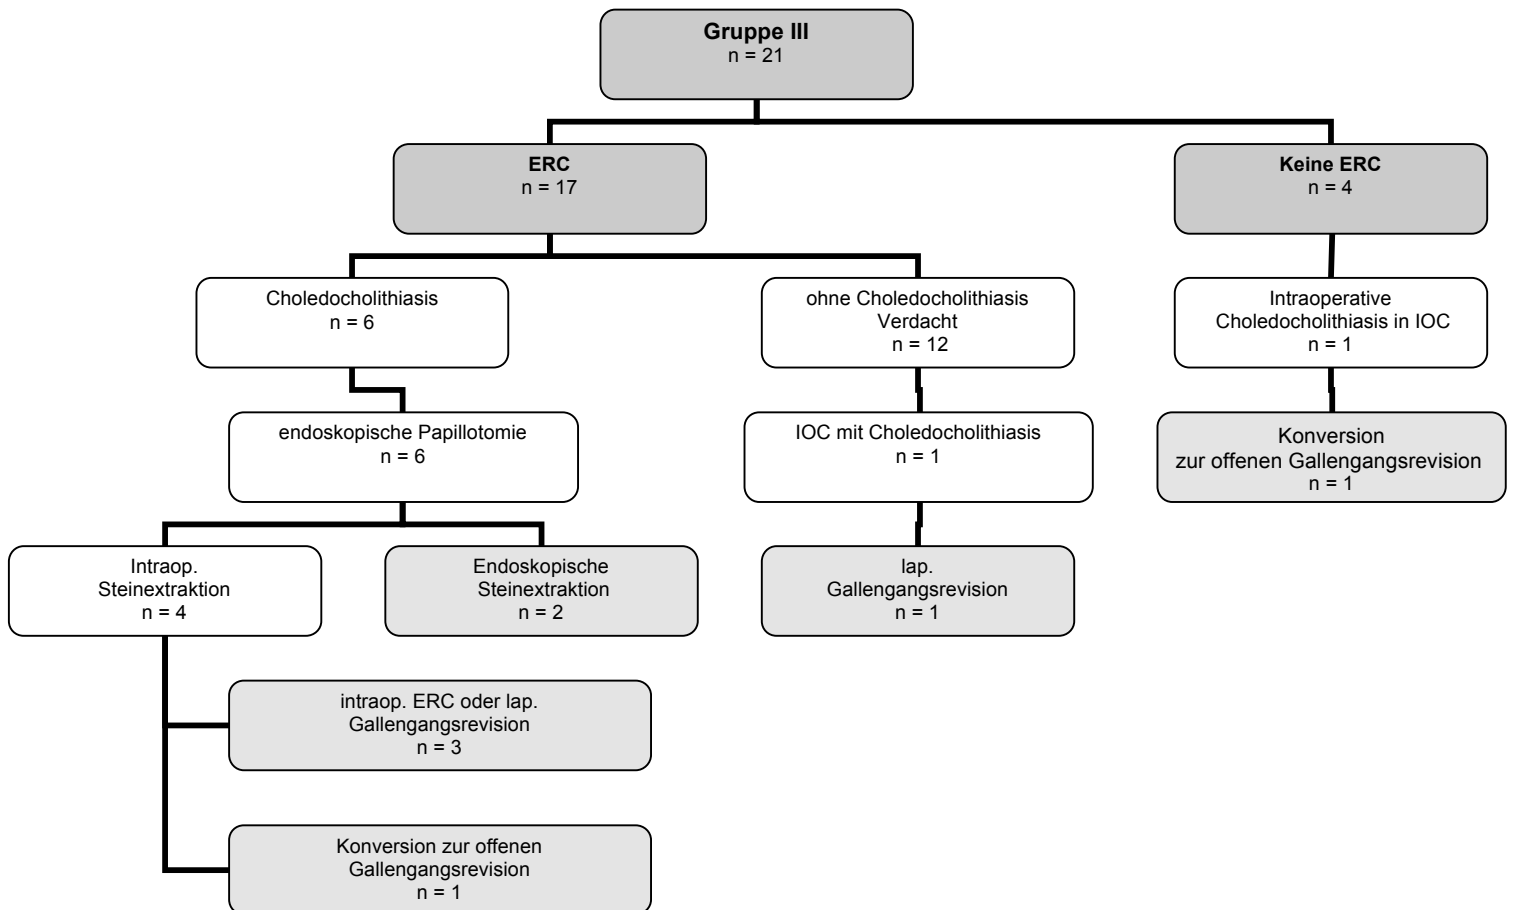 Gruppe III
n = 21
ERC
n = 17
Keine ERC
n = 4
Choledocholithiasis
n = 6
ohne Choledocholithiasis
Verdacht
n = 12
Intraoperative
Choledocholithiasis in IOC
n = 1
endoskopische Papillotomie
n = 6
IOC mit Choledocholithiasis
n = 1
Konversion
zur offenen Gallengangsrevision
n = 1
Intraop.
Steinextraktion
n = 4
Endoskopische
Steinextraktion
n = 2
lap.
Gallengangsrevision
n = 1
intraop. ERC oder lap.
Gallengangsrevision
n = 3
Konversion zur offenen
Gallengangsrevision
n = 1